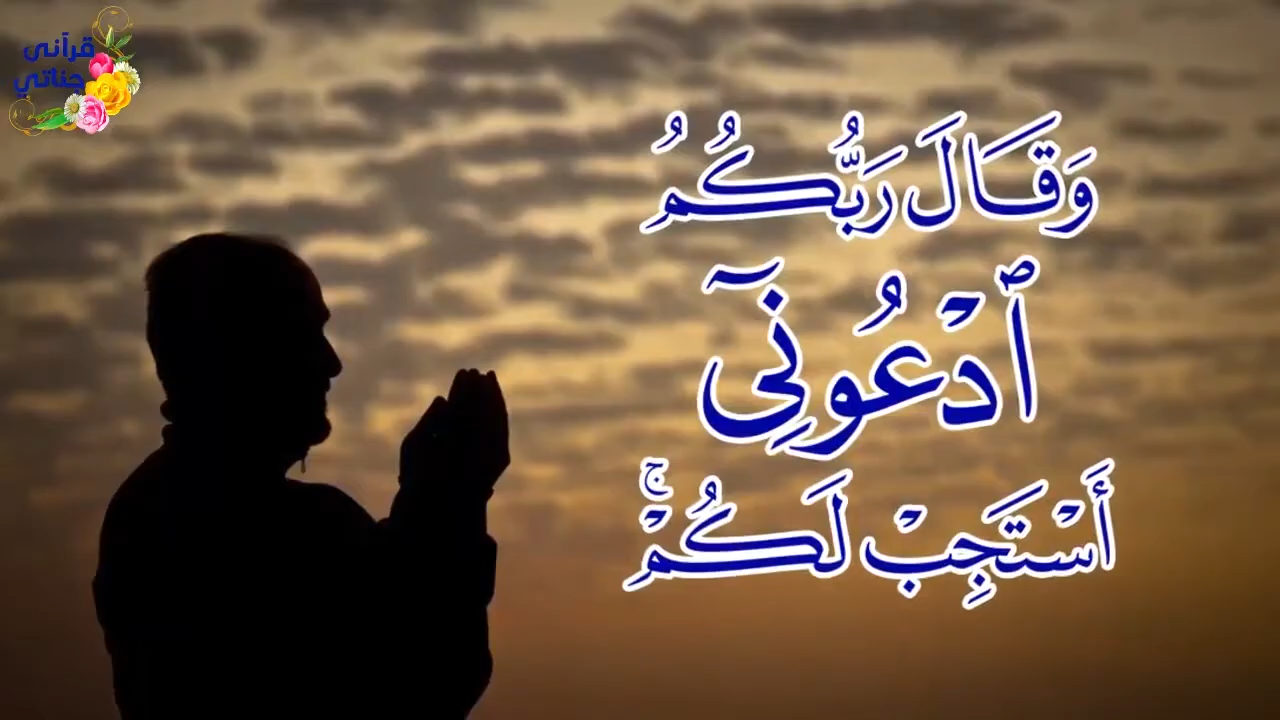 قرآني
جناتي
وَقَالَ رَبُّكُمُ
ٱدْعُونِىٓ
أَسْتَجِبْ لَكُمْ ۚ